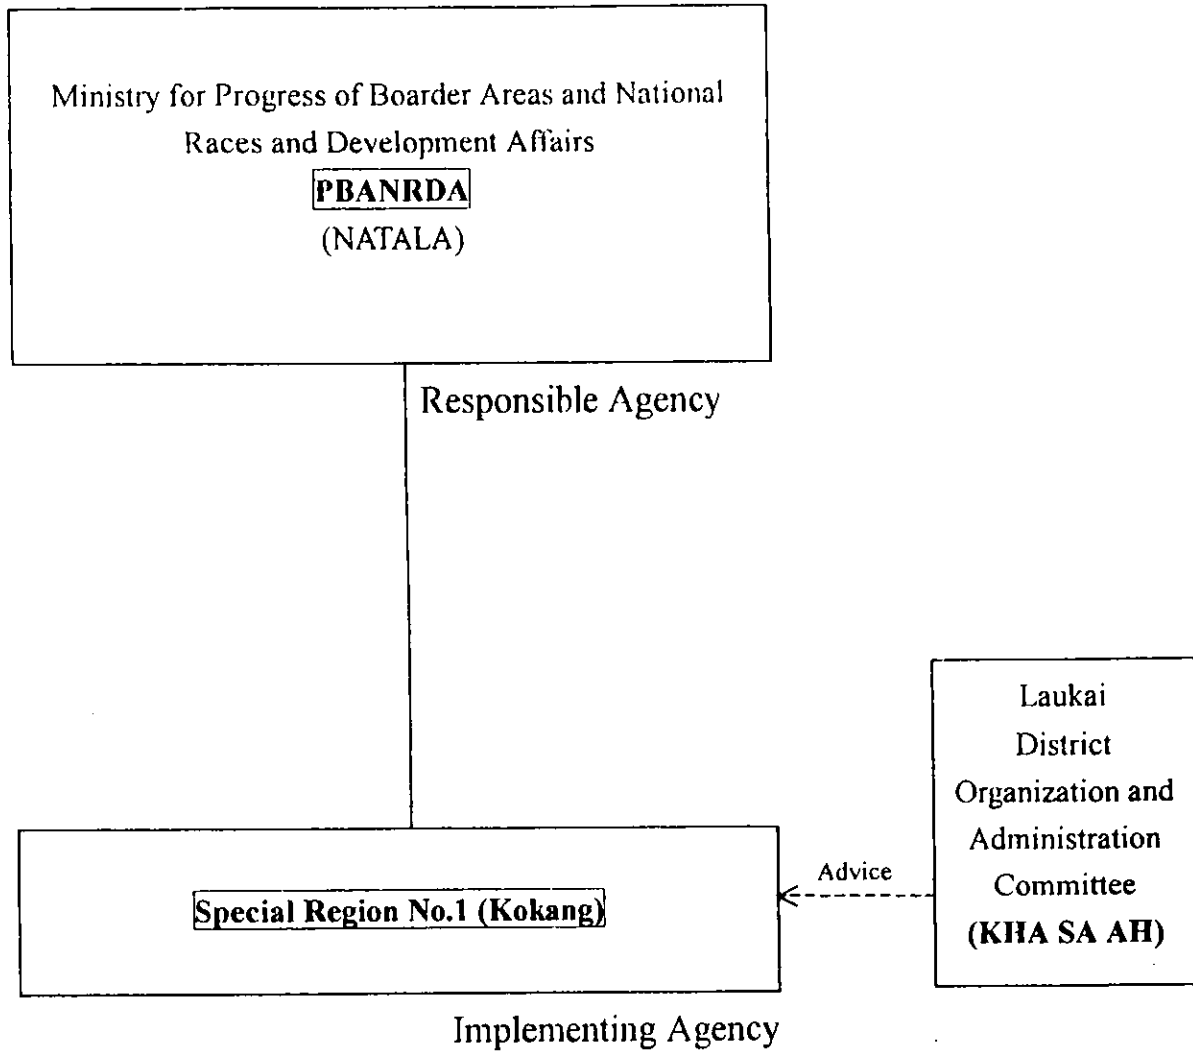 Ministry for Progress of Boarder Areas and National
Races and Development Affairs
PBANRDA
(NATALA)
Responsible Agency
Laukai
District
Organization and
Administration
Committee
(KHA SA AH)
Advice
Special Region No.1 (Kokang)
Implementing Agency